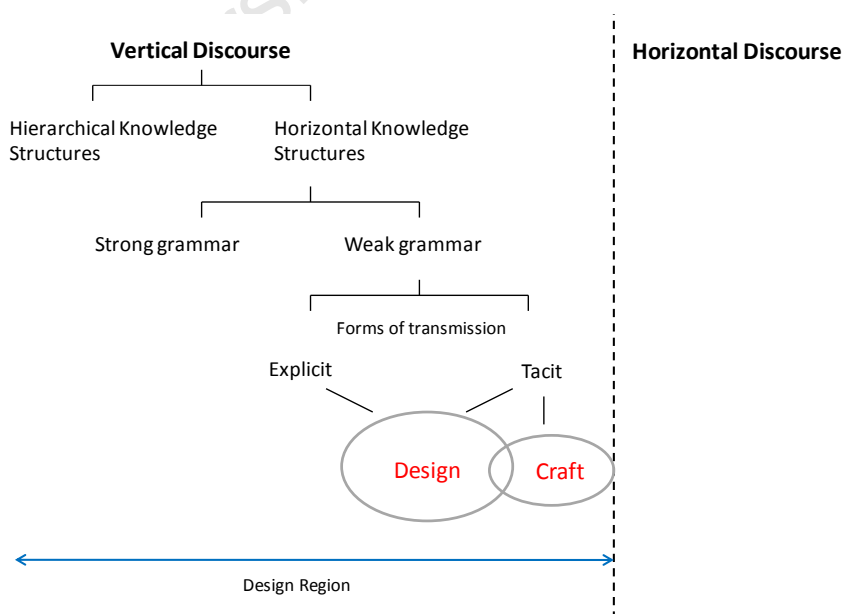 Vertical Discourse
Horizontal Discourse
Hierarchical Knowledge
Structures
Horizontal Knowledge
Structures
Strong grammar
Weak grammar
Forms of transmission
Explicit
Tacit
Design
Craft
Design Region